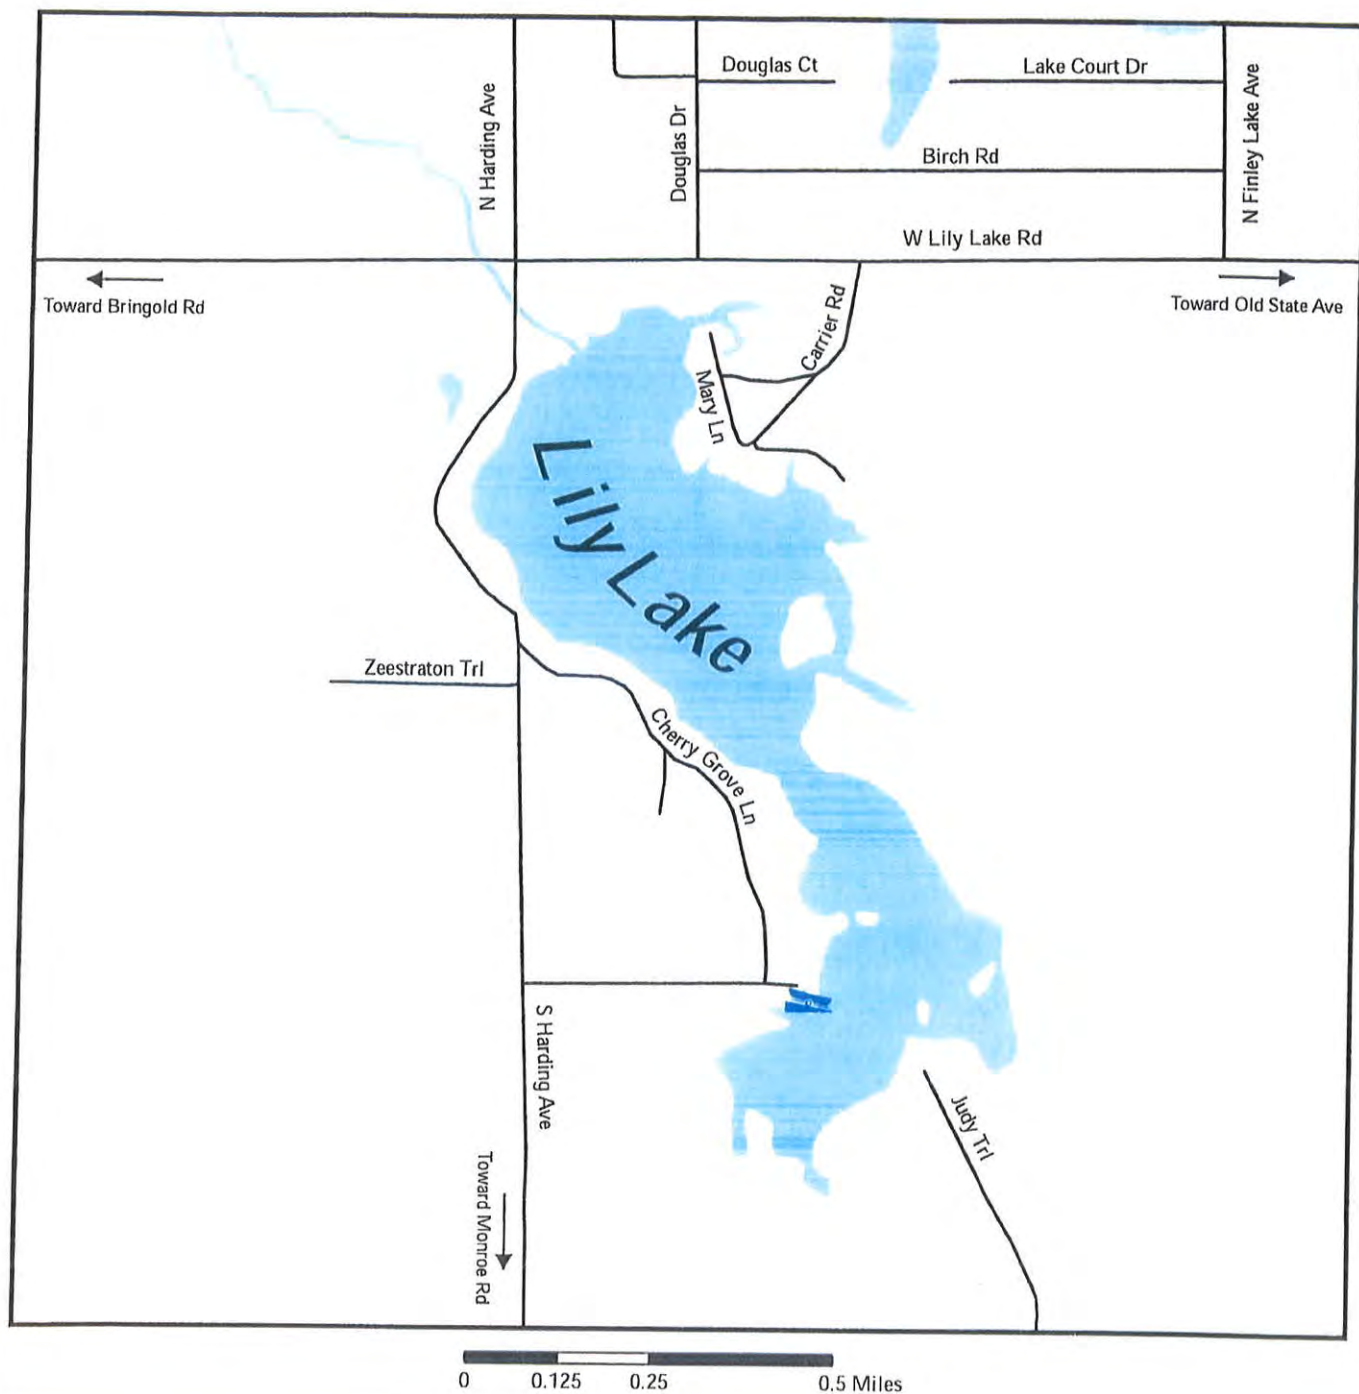 Douglas Ct
Lake Court Dr
N Harding Ave
Douglas Dr
N Finley Lake Ave
Birch Rd
W Lily Lake Rd
Toward Bringold Rd
Toward Old State Ave
Carrier Rd
Mary Ln
Lily Lake
Zeestraton Trl
Cherry Grove Ln
S Harding Ave
Judy Trl
Toward Monroe Rd
0 0.125 0.25 0.5 Miles